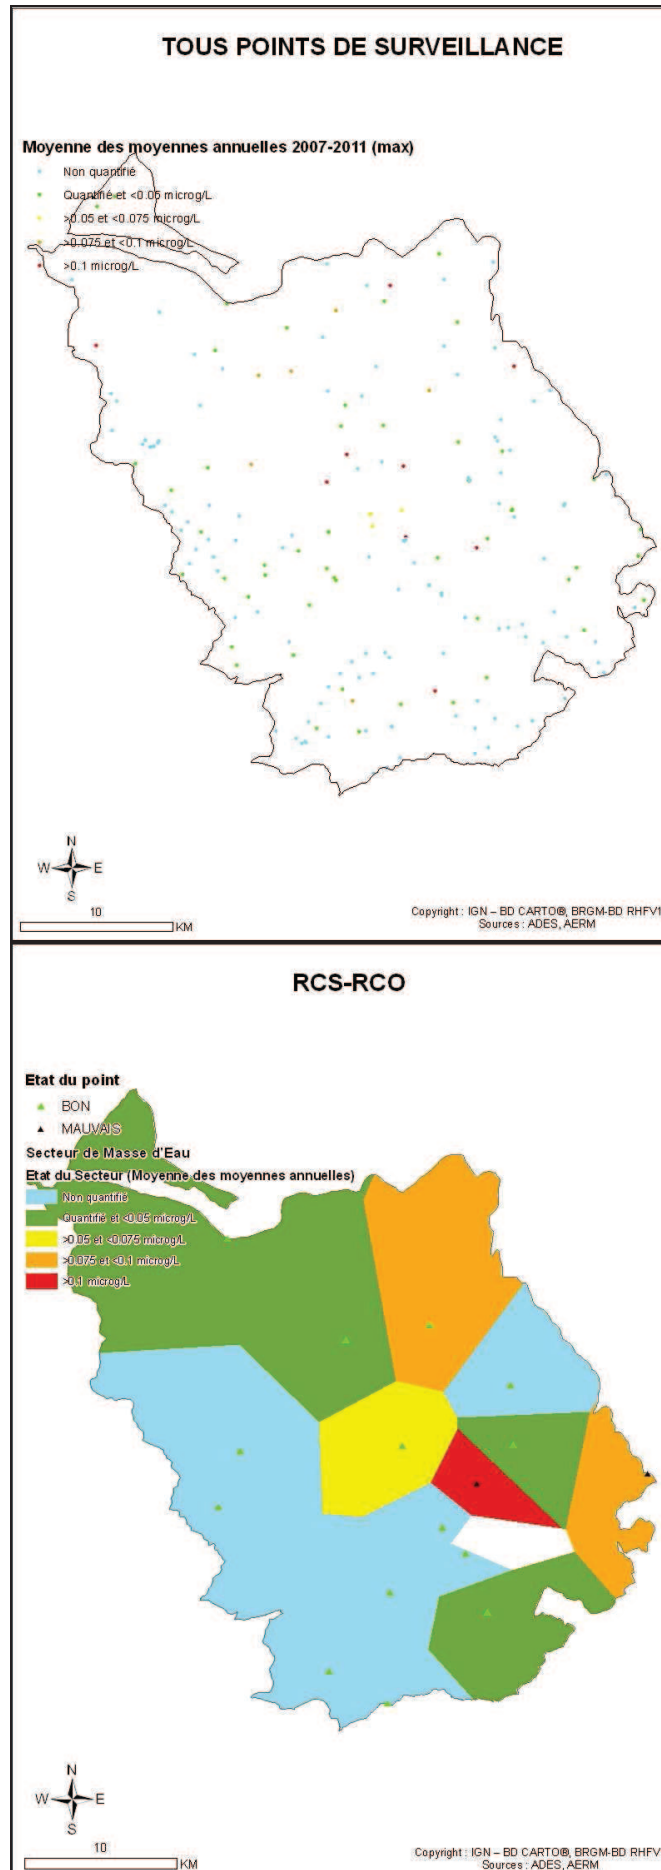 TOUS POINTS DE SURVEILLANCE
Moyenne des moyennes annuelles 2007-2011 (max)
Non quantifié
Quantifié et <0.05 microg/L
>0.05 et <0.075 microg/L
>0.075 et <0.1 microg/L
>0.1 microg/L
N
W E
S
10
KM
Copyright : IGN – BD CARTO®, BRGM-BD RHFV1
Sources : ADES, AERM
RCS-RCO
Etat du point
BON
MAUVAIS
Secteur de Masse d'Eau
Etat du Secteur (Moyenne des moyennes annuelles)
Non quantifié
Quantifié et <0.05 microg/L
>0.05 et <0.075 microg/L
>0.075 et <0.1 microg/L
>0.1 microg/L
N
W E
S
10
KM
Copyright : IGN – BD CARTO®, BRGM-BD RHFV
Sources : ADES, AERM